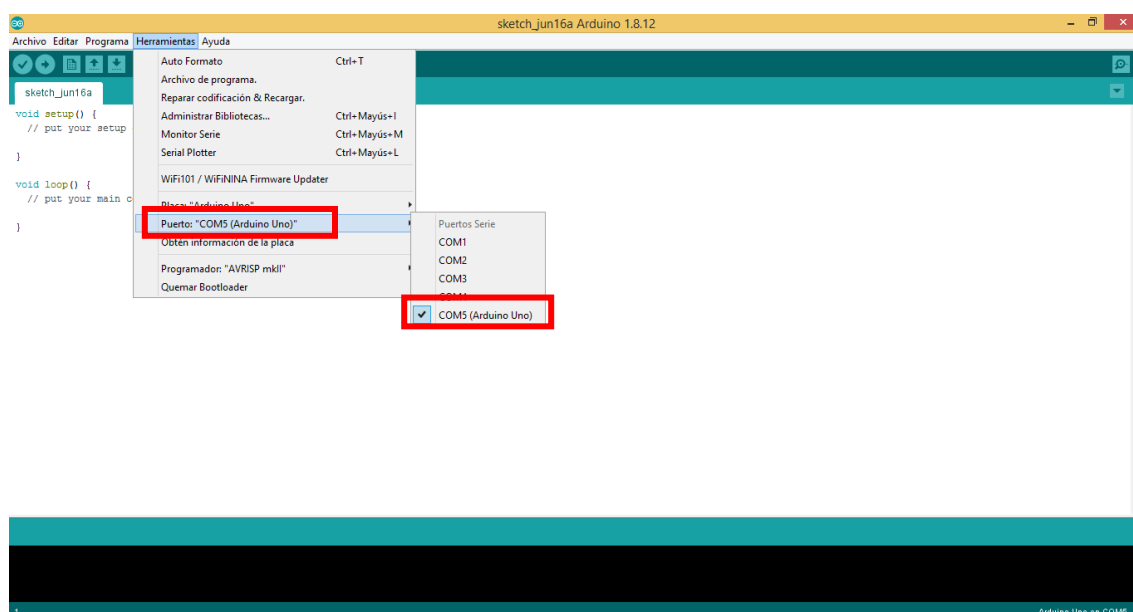 sketch_jun16a Arduino 1.8.12
Archivo Editar Programa Herramientas Ayuda
sketch_jun16a
void setup() {
// put your setup
}
void loop() {
// put your main c
}
Auto Formato Ctrl+T
Archivo de programa.
Reparar codificación & Recargar.
Administrar Bibliotecas... Ctrl+Mayús+I
Monitor Serie Ctrl+Mayús+M
Serial Plotter Ctrl+Mayús+L
WiFi101 / WiFiNINA Firmware Updater
Placa: "Arduino Uno"
Puerto: "COM5 (Arduino Uno)"
Obtén información de la placa
Programador: "AVRISP mkII"
Quemar Bootloader
Puertos Serie
COM1
COM2
COM3
COM4
COM5 (Arduino Uno)
1
Arduino Uno en COM5